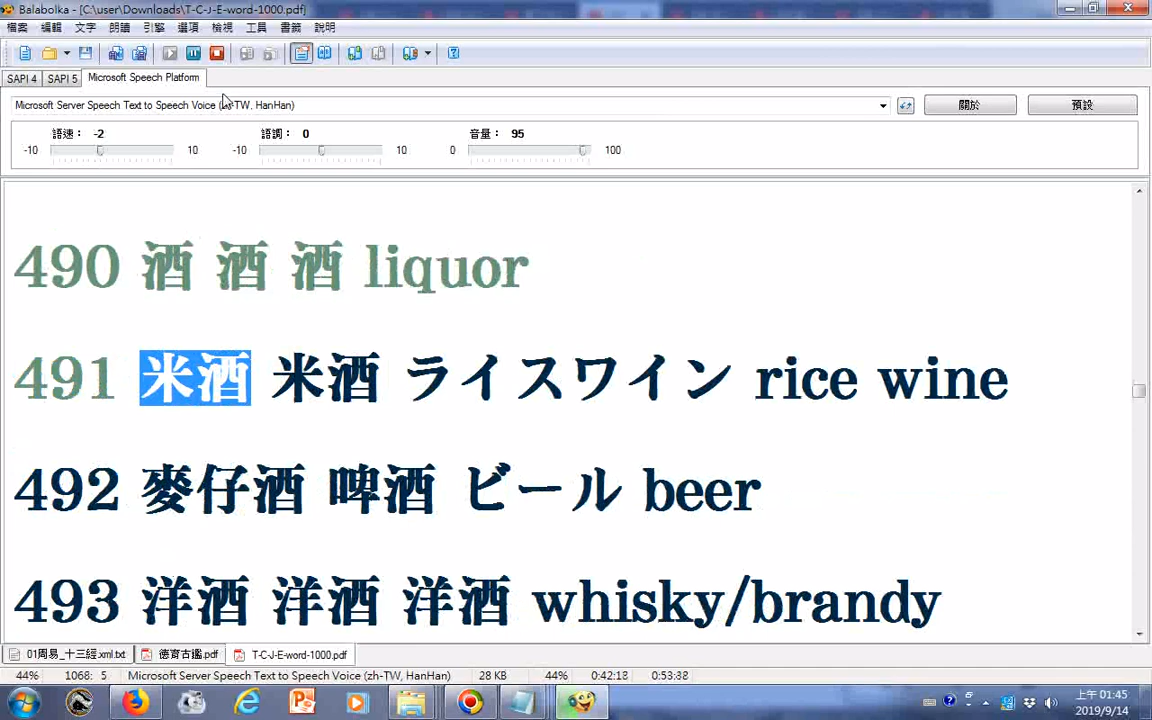 Balabolka - [C:\user\Downloads\T-C-J-E-word-1000.pdf]
檔案 編輯 文字 朗讀 引擎 選項 檢視 工具 書籤 說明
SAPI 4 SAPI 5 Microsoft Speech Platform
Microsoft Server Speech Text to Speech Voice (zh-TW, HanHan) 關於 預設
語速： -2 語調： 0 音量： 95
-10 10 -10 10 0 100
490 酒 酒 酒 liquor
491 米酒 米酒 ライスワイン rice wine
492 麥仔酒 啤酒 ビール beer
493 洋酒 洋酒 洋酒 whisky/brandy
01周易_十三經.xml.txt 德育古鑑.pdf T-C-J-E-word-1000.pdf
44% 1068: 5 Microsoft Server Speech Text to Speech Voice (zh-TW, HanHan) 28 KB 44% 0:42:18 0:53:38
上午 01:45
2019/9/14